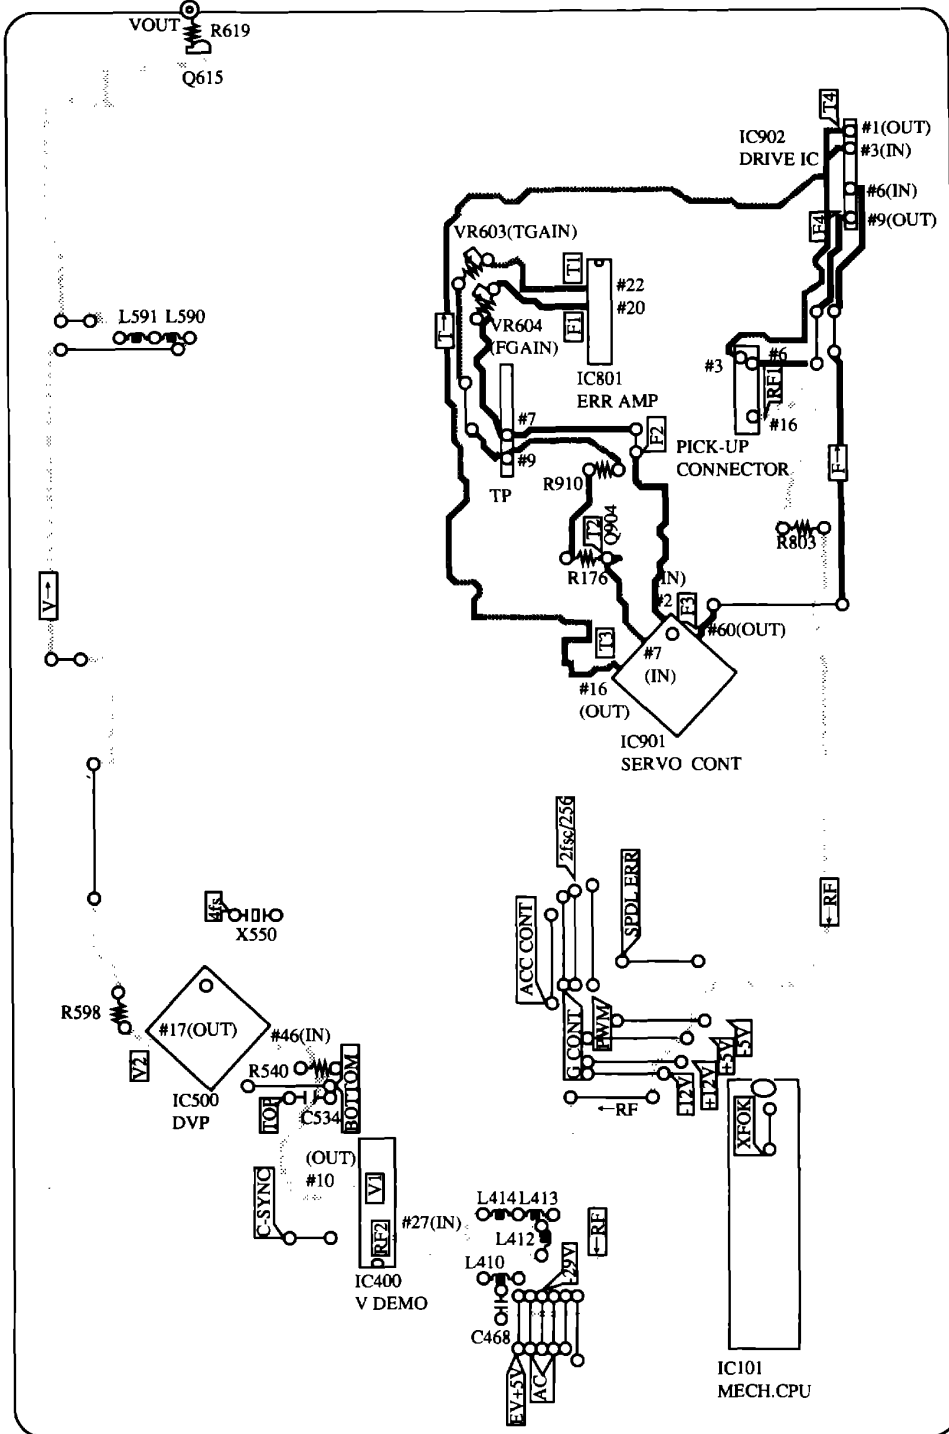 VOUT
R619
Q615
T4
#1(OUT)
IC902
DRIVE IC
#3(IN)
#6(IN)
F4
#9(OUT)
VR603(TGAIN)
T1
#22
#20
L591 L590
T→
VR604
(FGAIN)
F1
IC801
ERR AMP
#3
#6
RF1
#16
#7
#9
TP
F2
PICK-UP
CONNECTOR
F→
R910
T2
Q904
R803
R176
(IN)
#2
F3
#60(OUT)
V→
T3
#7
(IN)
#16
(OUT)
IC901
SERVO CONT
2fsc/256
SPDL ERR
←RF
4fs
X550
ACC CONT
R598
#17(OUT)
#46(IN)
V2
R540
BOTTOM
G CONT
PWM
-5V
+5V
+12V
-12V
IC500
DVP
TOP
C534
←RF
XFOK
(OUT)
#10
V1
C-SYNC
RF2
#27(IN)
L414 L413
L412
←RF
IC400
V DEMO
L410
-29V
C468
EV+5V
AC
IC101
MECH.CPU